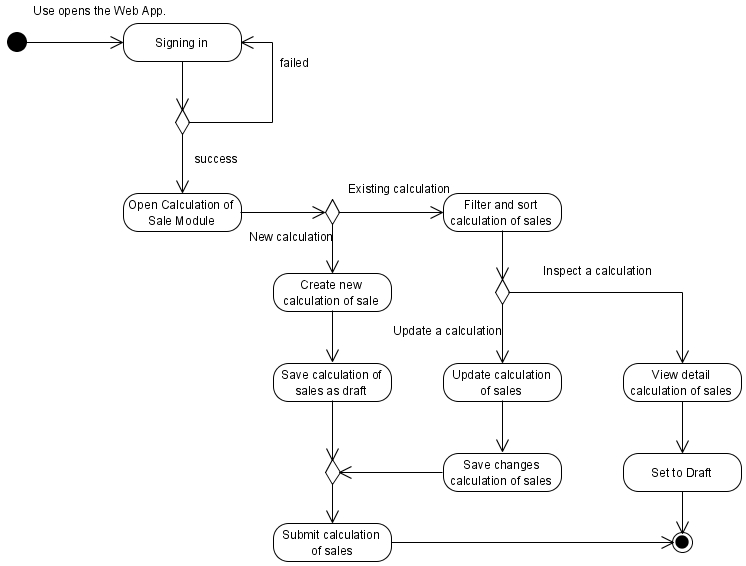 Use opens the Web App.
Signing in
failed
success
Open Calculation of
Sale Module
Existing calculation
New calculation
Filter and sort
calculation of sales
Inspect a calculation
Create new
calculation of sale
Update a calculation
Save calculation of
sales as draft
Update calculation
of sales
View detail
calculation of sales
Save changes
calculation of sales
Set to Draft
Submit calculation
of sales